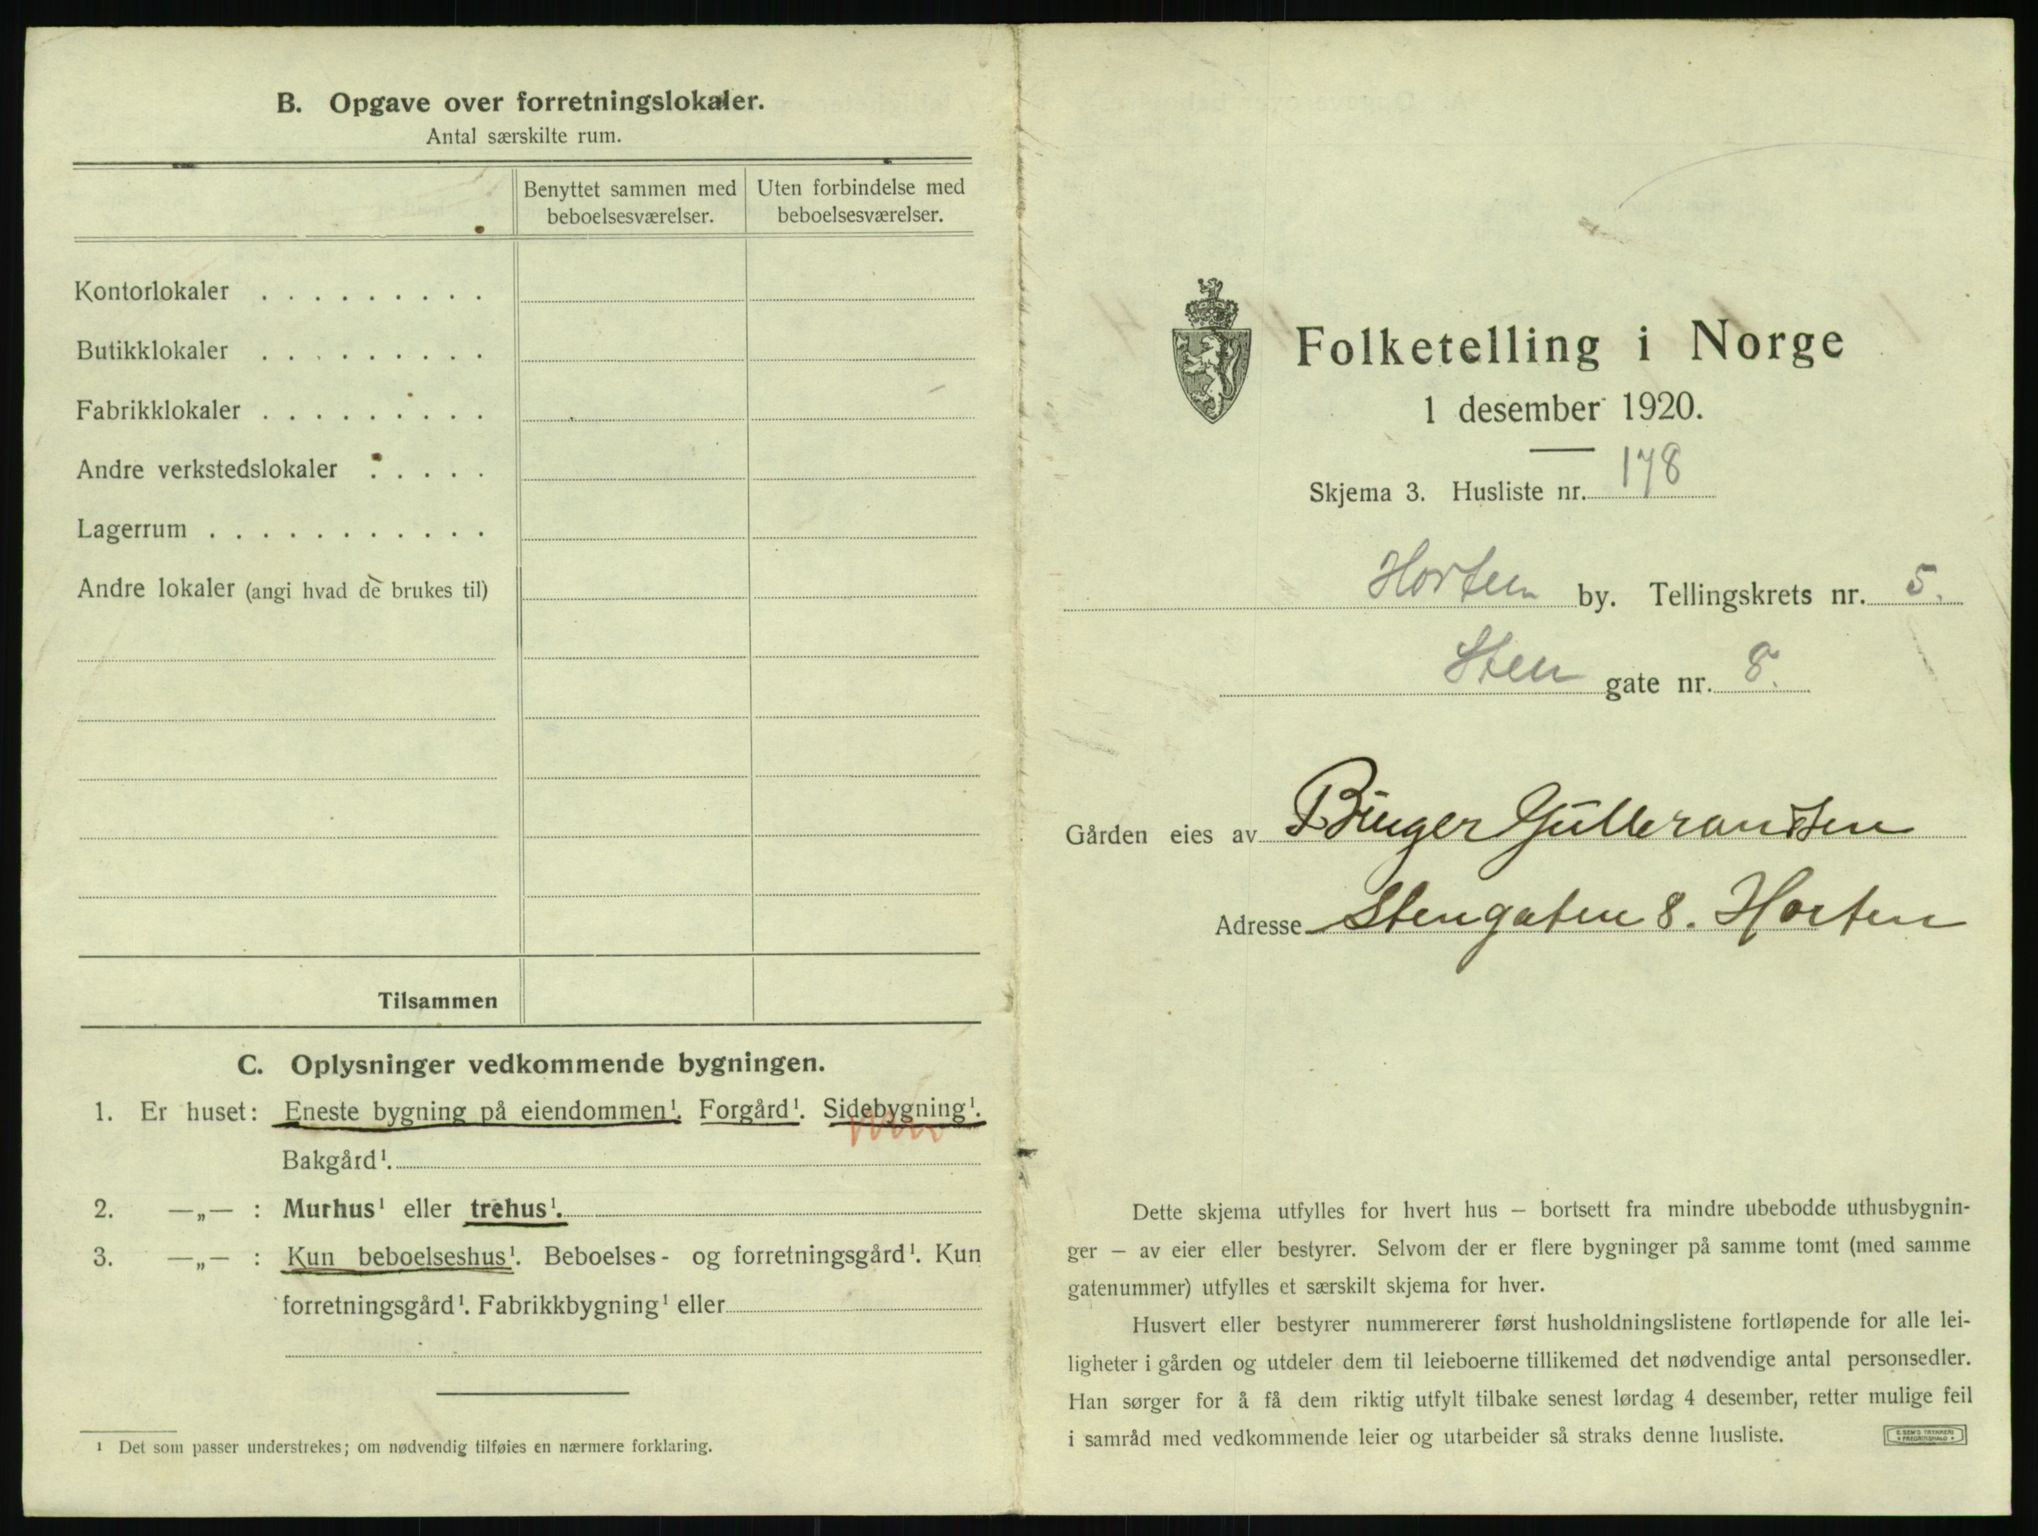 B. Opgave over forretningslokaler.
Antal særskilte rum.
Benyttet sammen med beboelsesværelser.
Uten forbindelse med beboelsesværelser.
Kontorlokaler . . . . . . . . .
Butikklokaler . . . . . . . . .
Fabrikklokaler . . . . . . . . .
Andre verkstedslokaler . . . . .
Lagerrum . . . . . . . . . . .
Andre lokaler (angi hvad de brukes til)
Tilsammen
C. Oplysninger vedkommende bygningen.
1. Er huset: Eneste bygning på eiendommen¹. Forgård¹. Sidebygning¹.
Bakgård¹.
2. —„— : Murhus¹ eller trehus¹.
3. —„— : Kun beboelseshus¹. Beboelses- og forretningsgård¹. Kun
forretningsgård¹. Fabrikkbygning¹ eller
¹ Det som passer understrekes; om nødvendig tilføies en nærmere forklaring.
Folketelling i Norge
1 desember 1920.
Skjema 3. Husliste nr. 178
Horten by. Tellingskrets nr. 5.
Sten gate nr. 8.
Gården eies av Birger
Adresse Stengaten 8. Horten
Dette skjema utfylles for hvert hus — bortsett fra mindre ubebodde uthusbygnin-
ger — av eier eller bestyrer. Selvom der er flere bygninger på samme tomt (med samme
gatenummer) utfylles et særskilt skjema for hver.
Husvert eller bestyrer nummererer først husholdningslistene fortløpende for alle lei-
ligheter i gården og utdeler dem til leieboerne tillikemed det nødvendige antal personsedler.
Han sørger for å få dem riktig utfylt tilbake senest lørdag 4 desember, retter mulige feil
i samråd med vedkommende leier og utarbeider så straks denne husliste.